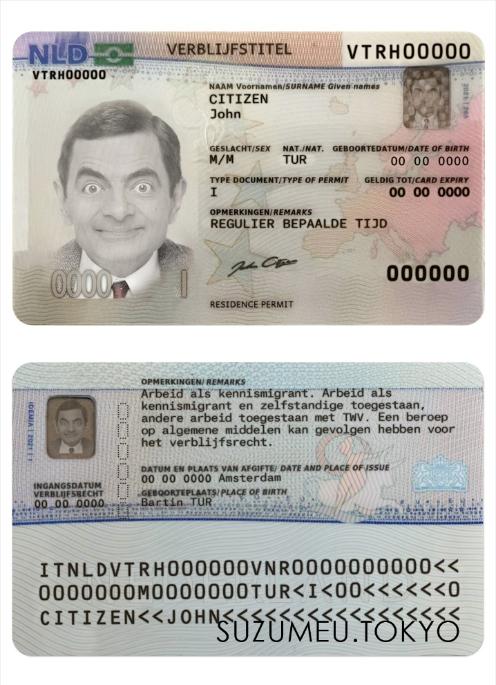 NLD
VERBLIJFSTITEL
VTRH00000
VTRH00000
NAAM Voornamen/SURNAME Given names
CITIZEN
John
GESLACHT/SEX NAT./NAT. GEBOORTEDATUM/DATE OF BIRTH
M/M TUR 00 00 0000
TYPE DOCUMENT/TYPE OF PERMIT GELDIG TOT/CARD EXPIRY
I 00 00 0000
OPMERKINGEN/REMARKS
REGULIER BEPAALDE TIJD
0000 I
000000
RESIDENCE PERMIT
OPMERKINGEN/REMARKS
Arbeid als kennismigrant. Arbeid als
kennismigrant en zelfstandige toegestaan,
andere arbeid toegestaan met TWV. Een beroep
op algemene middelen kan gevolgen hebben voor
het verblijfsrecht.
DATUM EN PLAATS VAN AFGIFTE/ DATE AND PLACE OF ISSUE
00 00 0000 Amsterdam
INGANGSDATUM
VERBLIJFSRECHT
00 00 0000
GEBOORTEPLAATS/PLACE OF BIRTH
Bartin TUR
ITNLDVTRH000000VNR0000000000<<
0000000M0000000TUR<I<00<<<<<<0
CITIZEN<<JOHN<<<<<<<<<<<<<<<<<
SUZUMEU.TOKYO